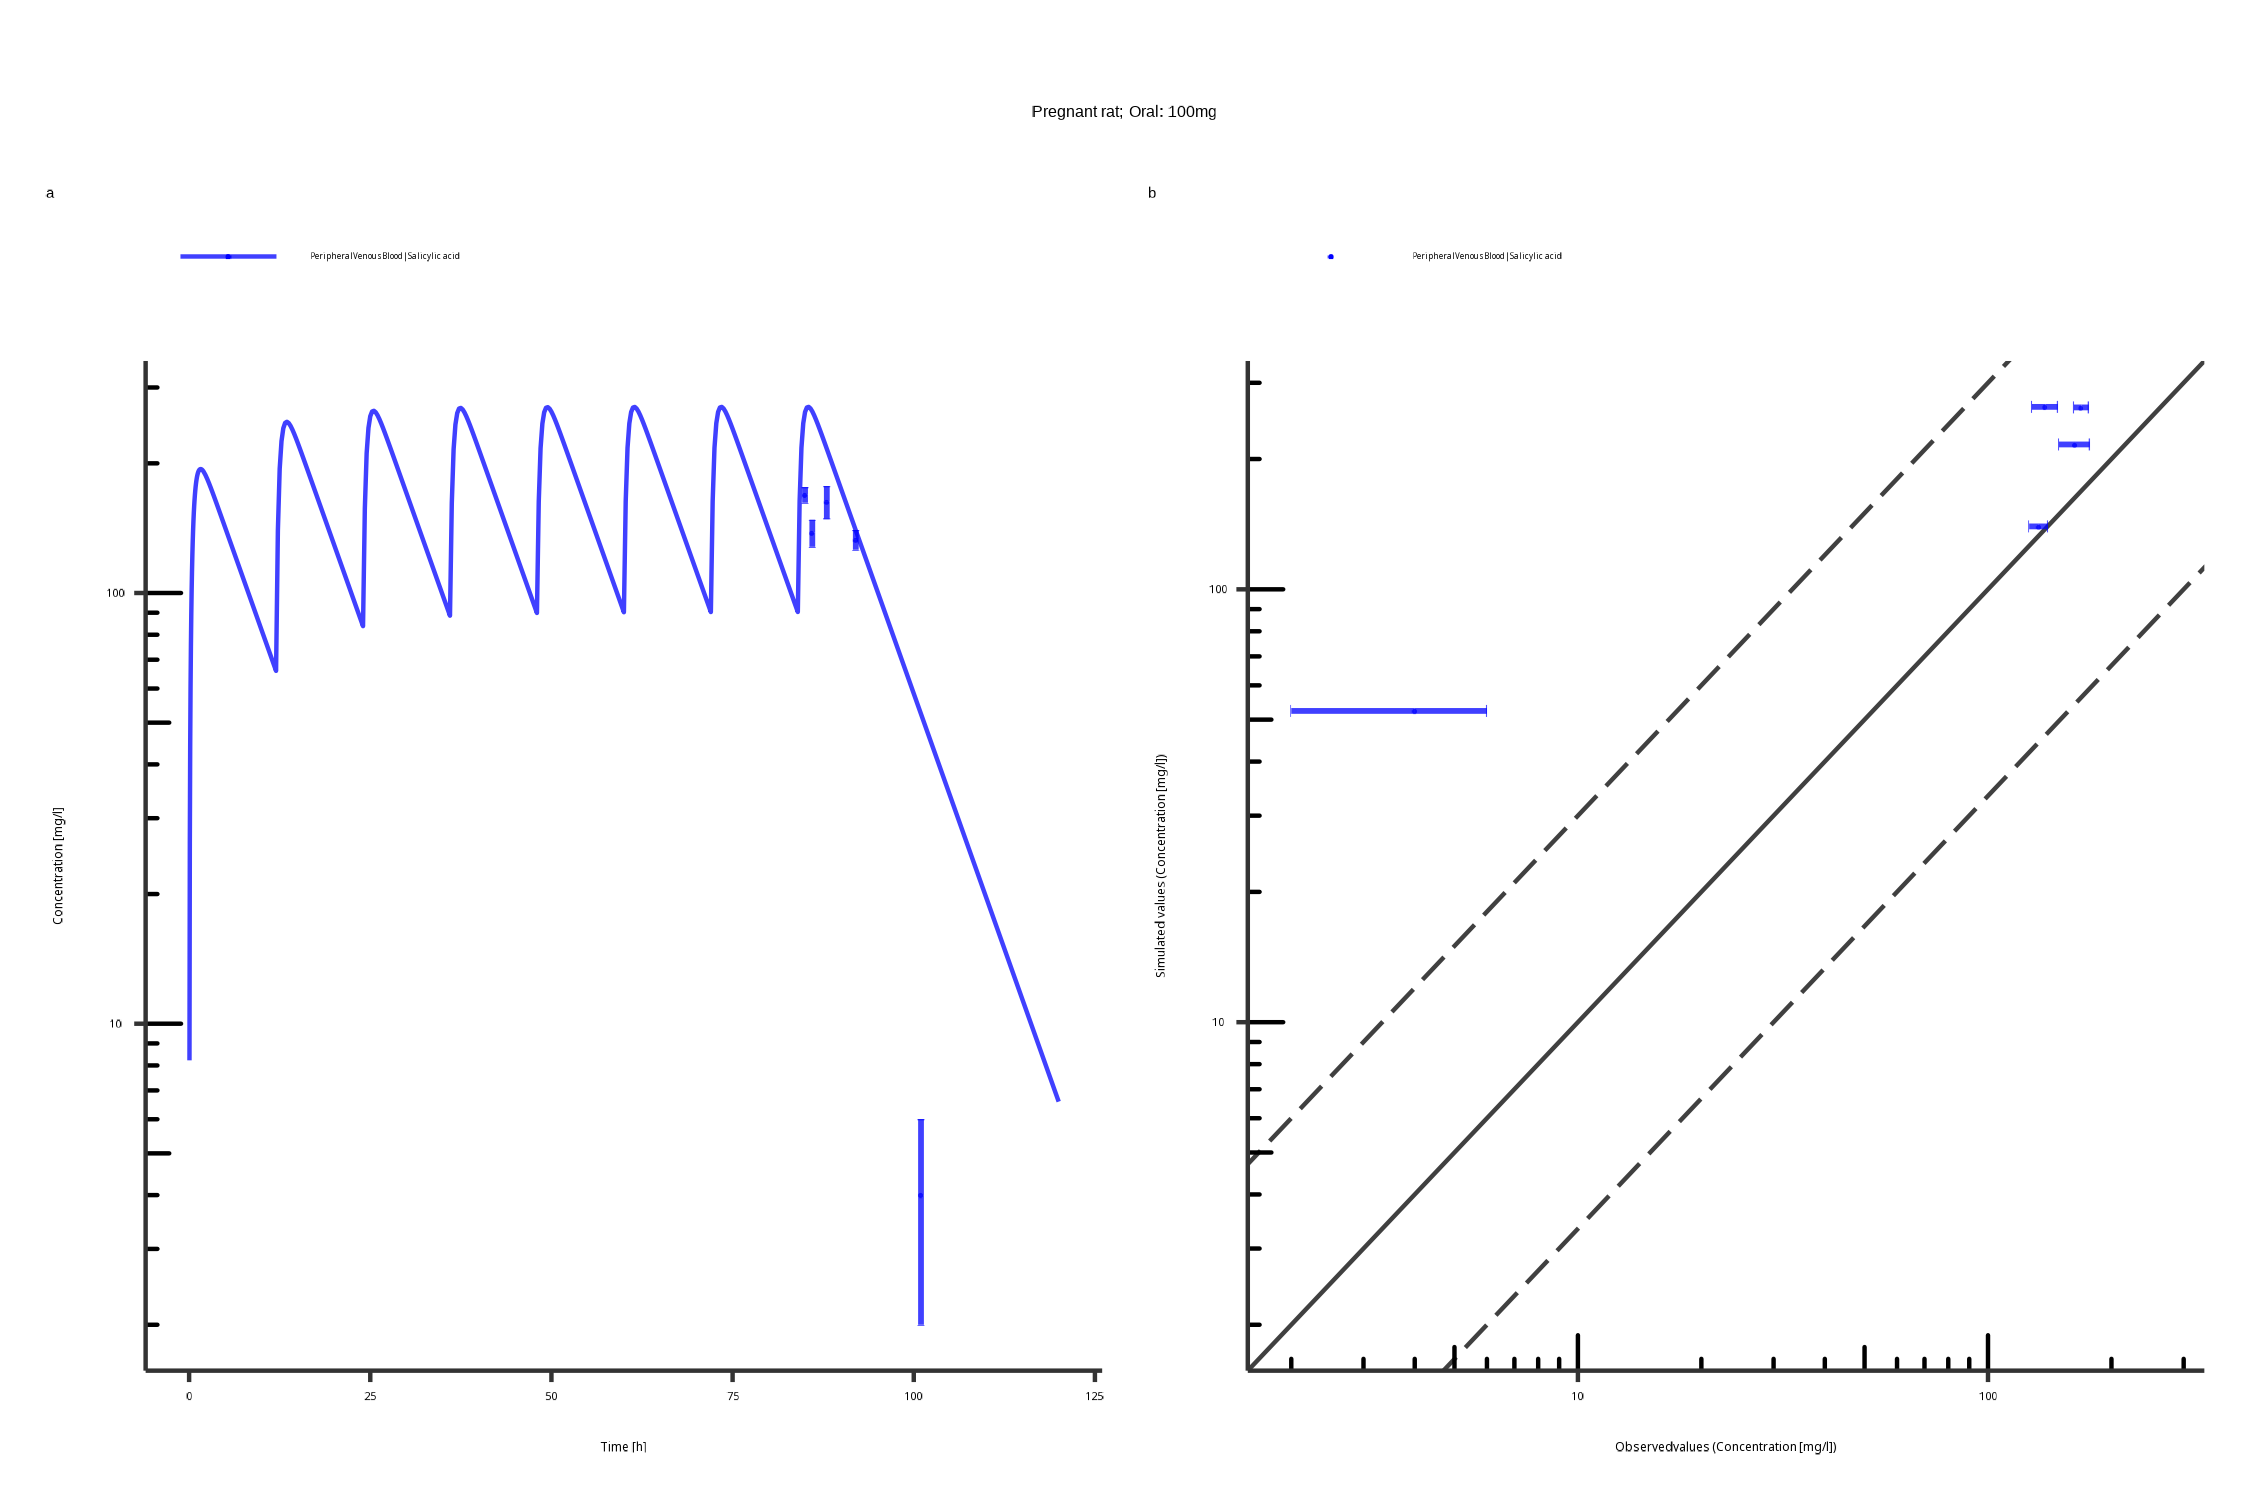 Pregnant rat; Oral: 100mg
a
b
PeripheralVenousBlood|Salicylic acid
PeripheralVenousBlood|Salicylic acid
100
10
Concentration [mg/l]
0
25
50
75
100
125
Time [h]
100
10
Simulated values (Concentration [mg/l])
10
100
Observedvalues (Concentration [mg/l])